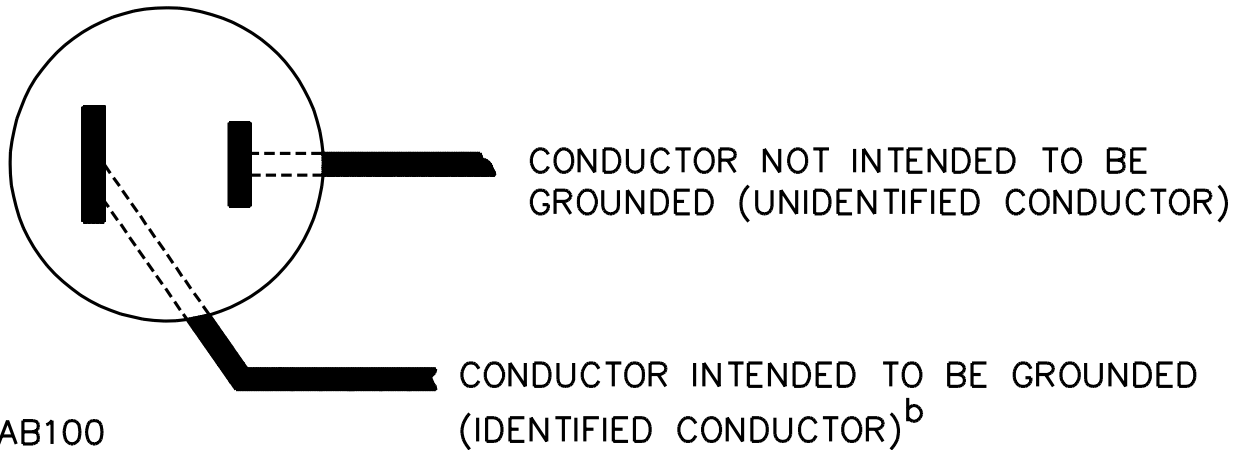 CONDUCTOR NOT INTENDED TO BE
GROUNDED (UNIDENTIFIED CONDUCTOR)
CONDUCTOR INTENDED TO BE GROUNDED
(IDENTIFIED CONDUCTOR)b
AB100